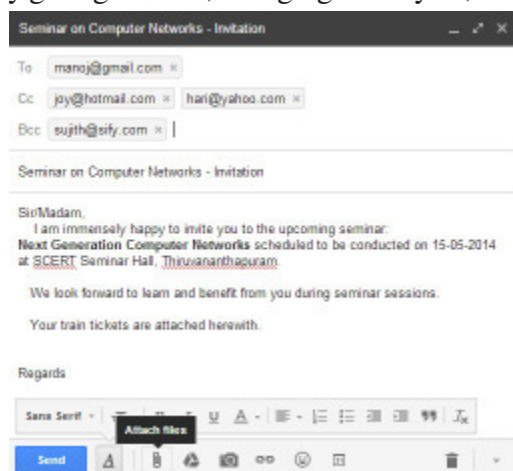 Seminar on Computer Networks - Invitation
To manoj@gmail.com ×
Cc joy@hotmail.com × hari@yahoo.com ×
Bcc sujith@sify.com ×
Seminar on Computer Networks - Invitation
Sir/Madam,
I am immensely happy to invite you to the upcoming seminar:
Next Generation Computer Networks scheduled to be conducted on 15-05-2014
at SCERT Seminar Hall, Thiruvananthapuram.
We look forward to learn and benefit from you during seminar sessions.
Your train tickets are attached herewith.
Regards
Sans Serif
Attach files
Send